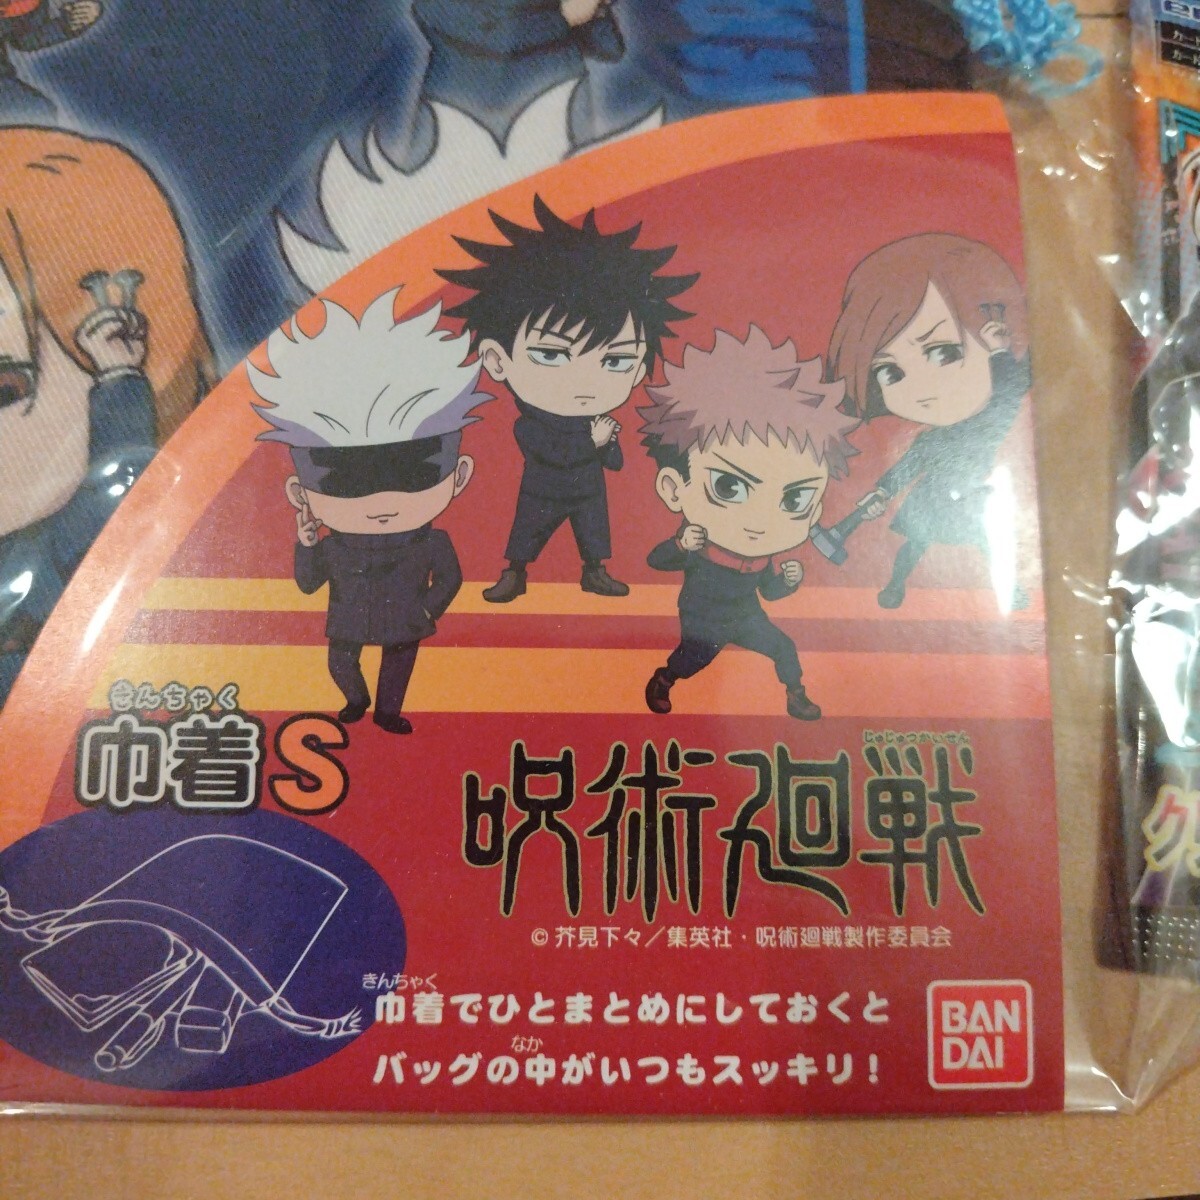 きんちゃく
巾着S
じゅじゅつかいせん
呪術廻戦
© 芥見下々／集英社・呪術廻戦製作委員会
きんちゃく
巾着でひとまとめにしておくと
なか
バッグの中がいつもスッキリ！
BAN
DAI